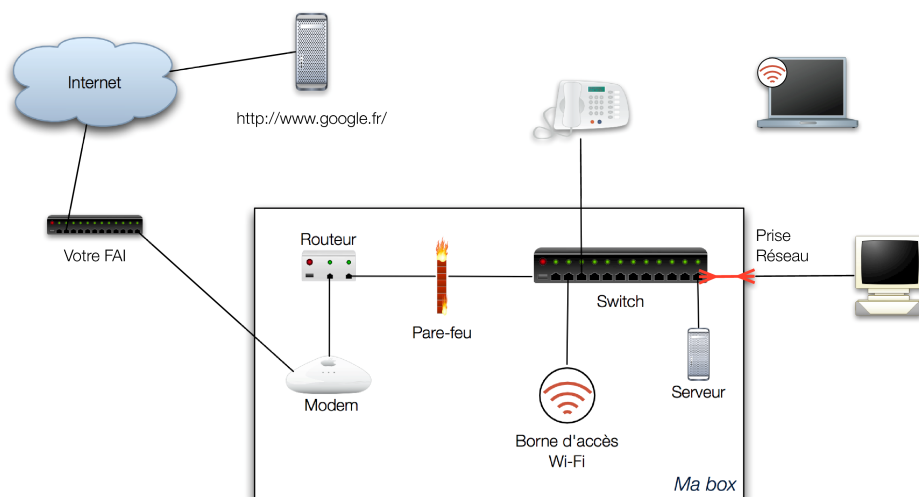 Internet
http://www.google.fr/
Votre FAI
Routeur
Prise
Réseau
Switch
Pare-feu
Modem
Serveur
Borne d'accès
Wi-Fi
Ma box